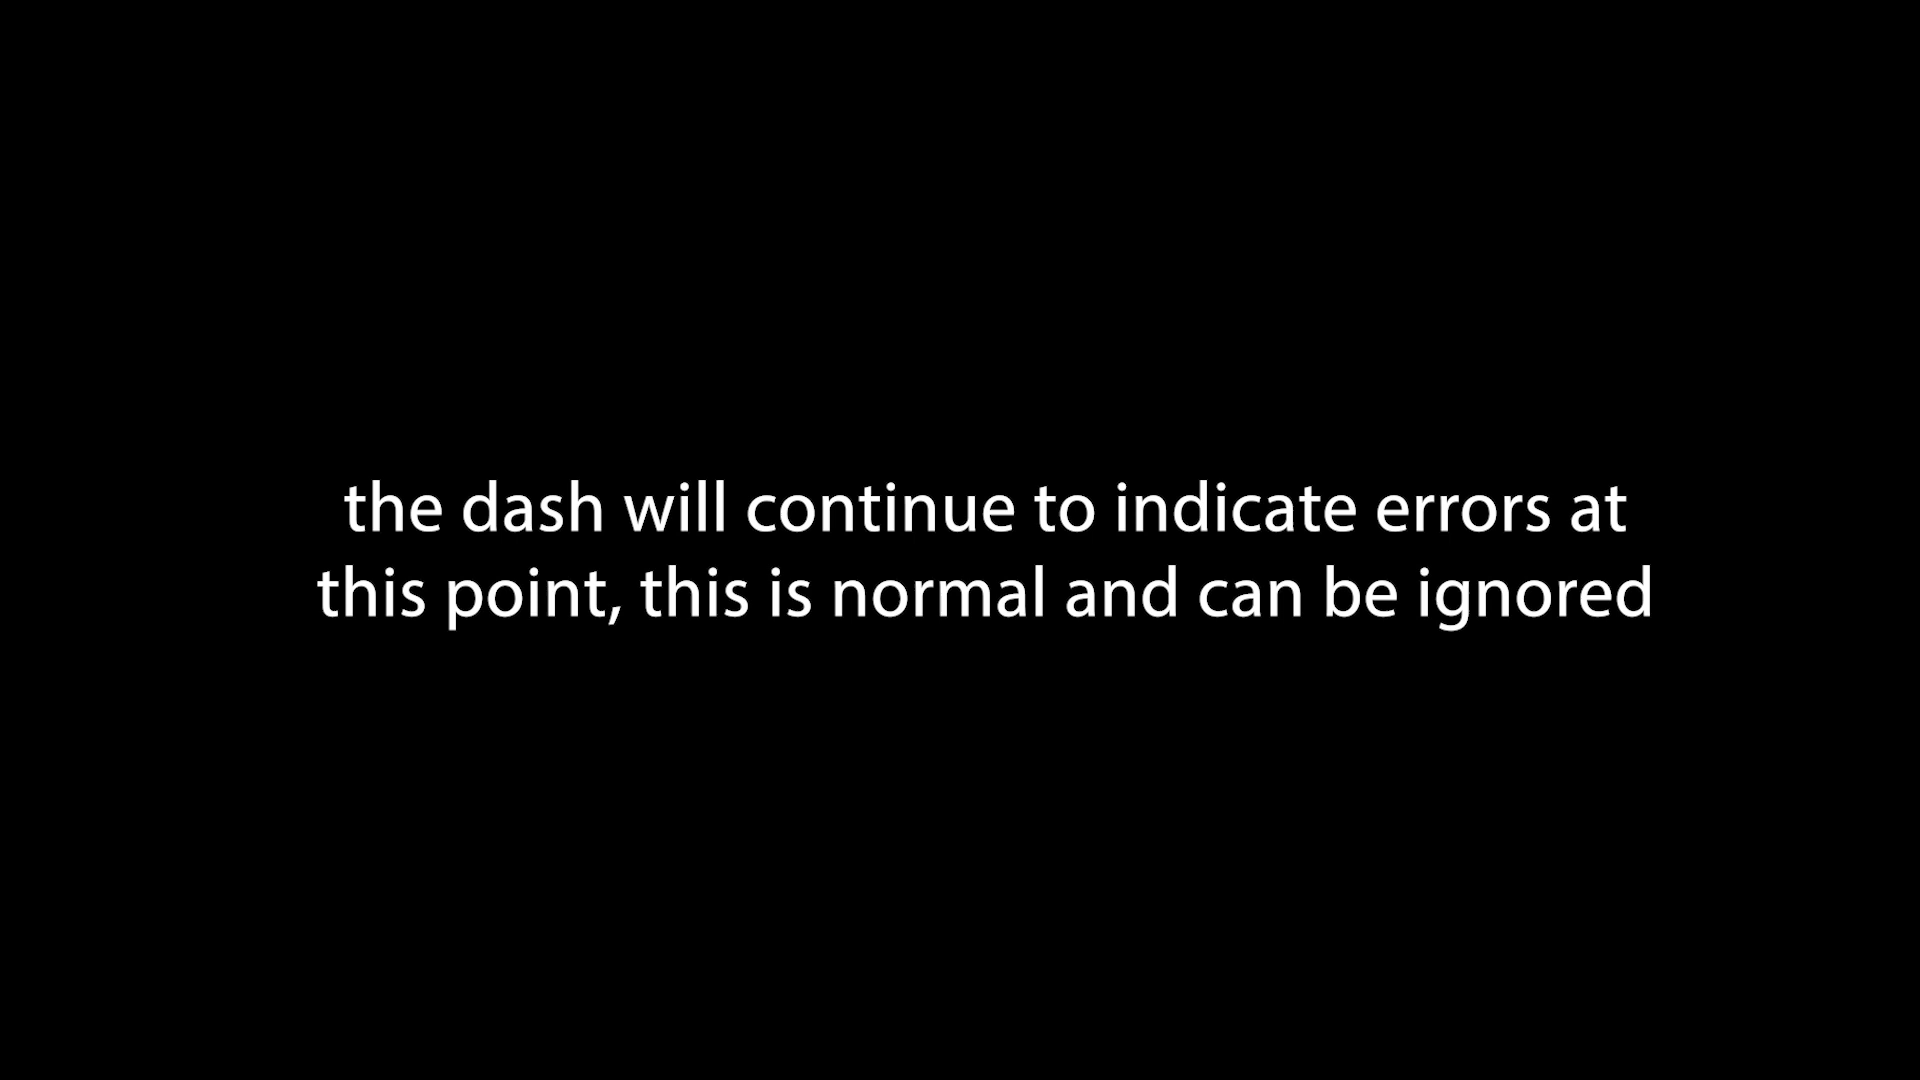 the dash will continue to indicate errors at
this point, this is normal and can be ignored